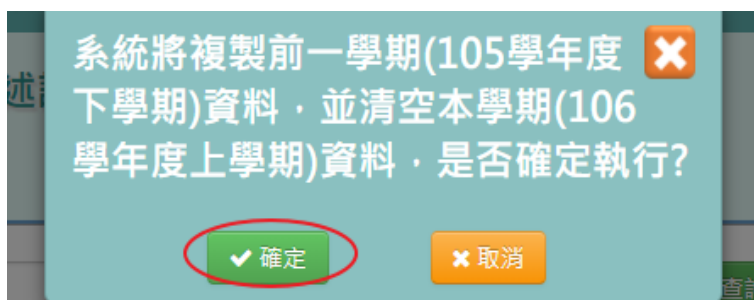 系統將複製前一學期(105學年度
下學期)資料，並清空本學期(106
學年度上學期)資料，是否確定執行?
確定
取消
述
查